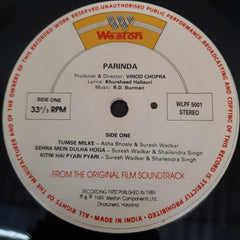 Weston
PARINDA
Producer & Director: VINOD CHOPRA
Lyrics: Khursheed Hallauri
Music: R.D. Burman
SIDE ONE
33⅓ RPM
WLPF 5001
STEREO
SIDE ONE
TUMSE MILKE - Asha Bhosle & Suresh Wadkar
SEHRA MEIN DULHA HOGA - Suresh Wadkar & Shailendra Singh
KITNI HAI PYARI PYARI - Suresh Wadkar & Shailendra Singh
FROM THE ORIGINAL FILM SOUNDTRACK
RECORDING FIRST PUBLISHED IN 1989
℗ & © 1989, Weston Components Ltd.
Dharuhera, Haryana.
ALL RIGHTS OF THE MANUFACTURER AND OF THE OWNERS OF THIS RECORDED WORK RESERVED. UNAUTHORISED PUBLIC PERFORMANCE BROADCASTING AND COPYING OF THIS RECORD PROHIBITED
• MADE IN INDIA •